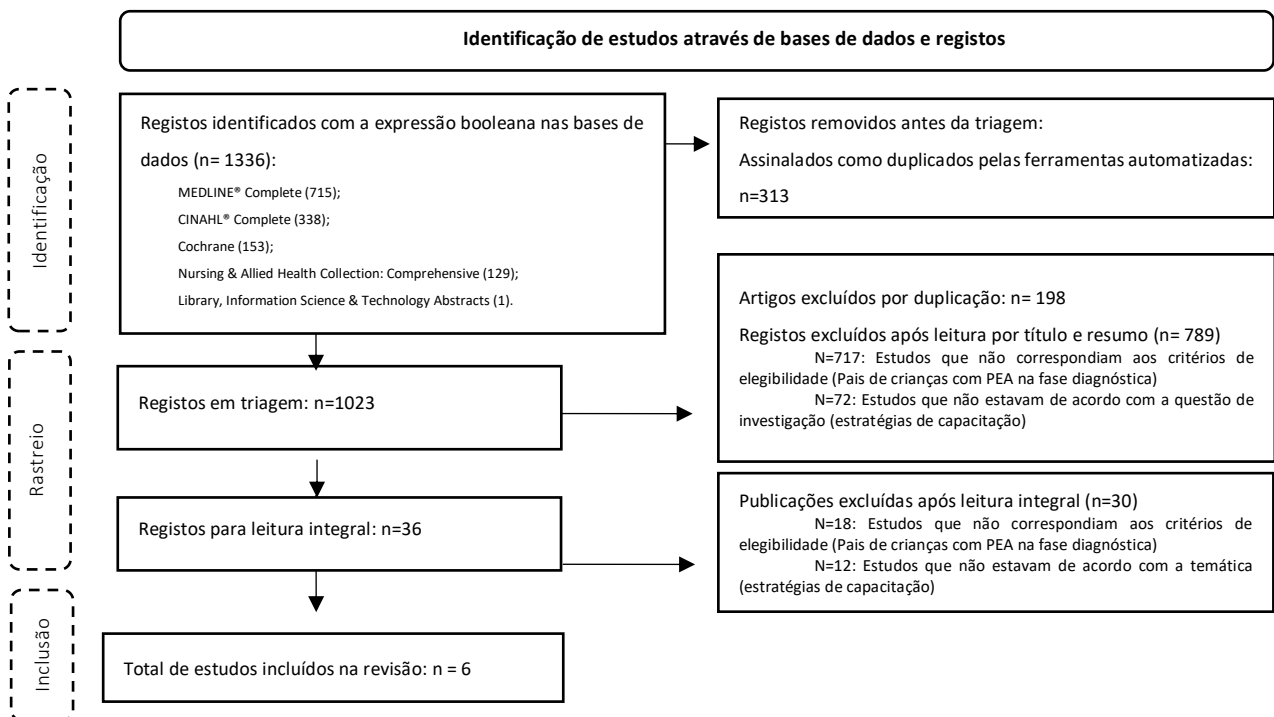 Identificação de estudos através de bases de dados e registos
Identificação
Registos identificados com a expressão booleana nas bases de
dados (n= 1336):
MEDLINE® Complete (715);
CINAHL® Complete (338);
Cochrane (153);
Nursing & Allied Health Collection: Comprehensive (129);
Library, Information Science & Technology Abstracts (1).
Registos removidos antes da triagem:
Assinalados como duplicados pelas ferramentas automatizadas:
n=313
Rastreio
Registos em triagem: n=1023
Artigos excluídos por duplicação: n= 198
Registos excluídos após leitura por título e resumo (n= 789)
N=717: Estudos que não correspondiam aos critérios de
elegibilidade (Pais de crianças com PEA na fase diagnóstica)
N=72: Estudos que não estavam de acordo com a questão de
investigação (estratégias de capacitação)
Registos para leitura integral: n=36
Publicações excluídas após leitura integral (n=30)
N=18: Estudos que não correspondiam aos critérios de
elegibilidade (Pais de crianças com PEA na fase diagnóstica)
N=12: Estudos que não estavam de acordo com a temática
(estratégias de capacitação)
Inclusão
Total de estudos incluídos na revisão: n = 6